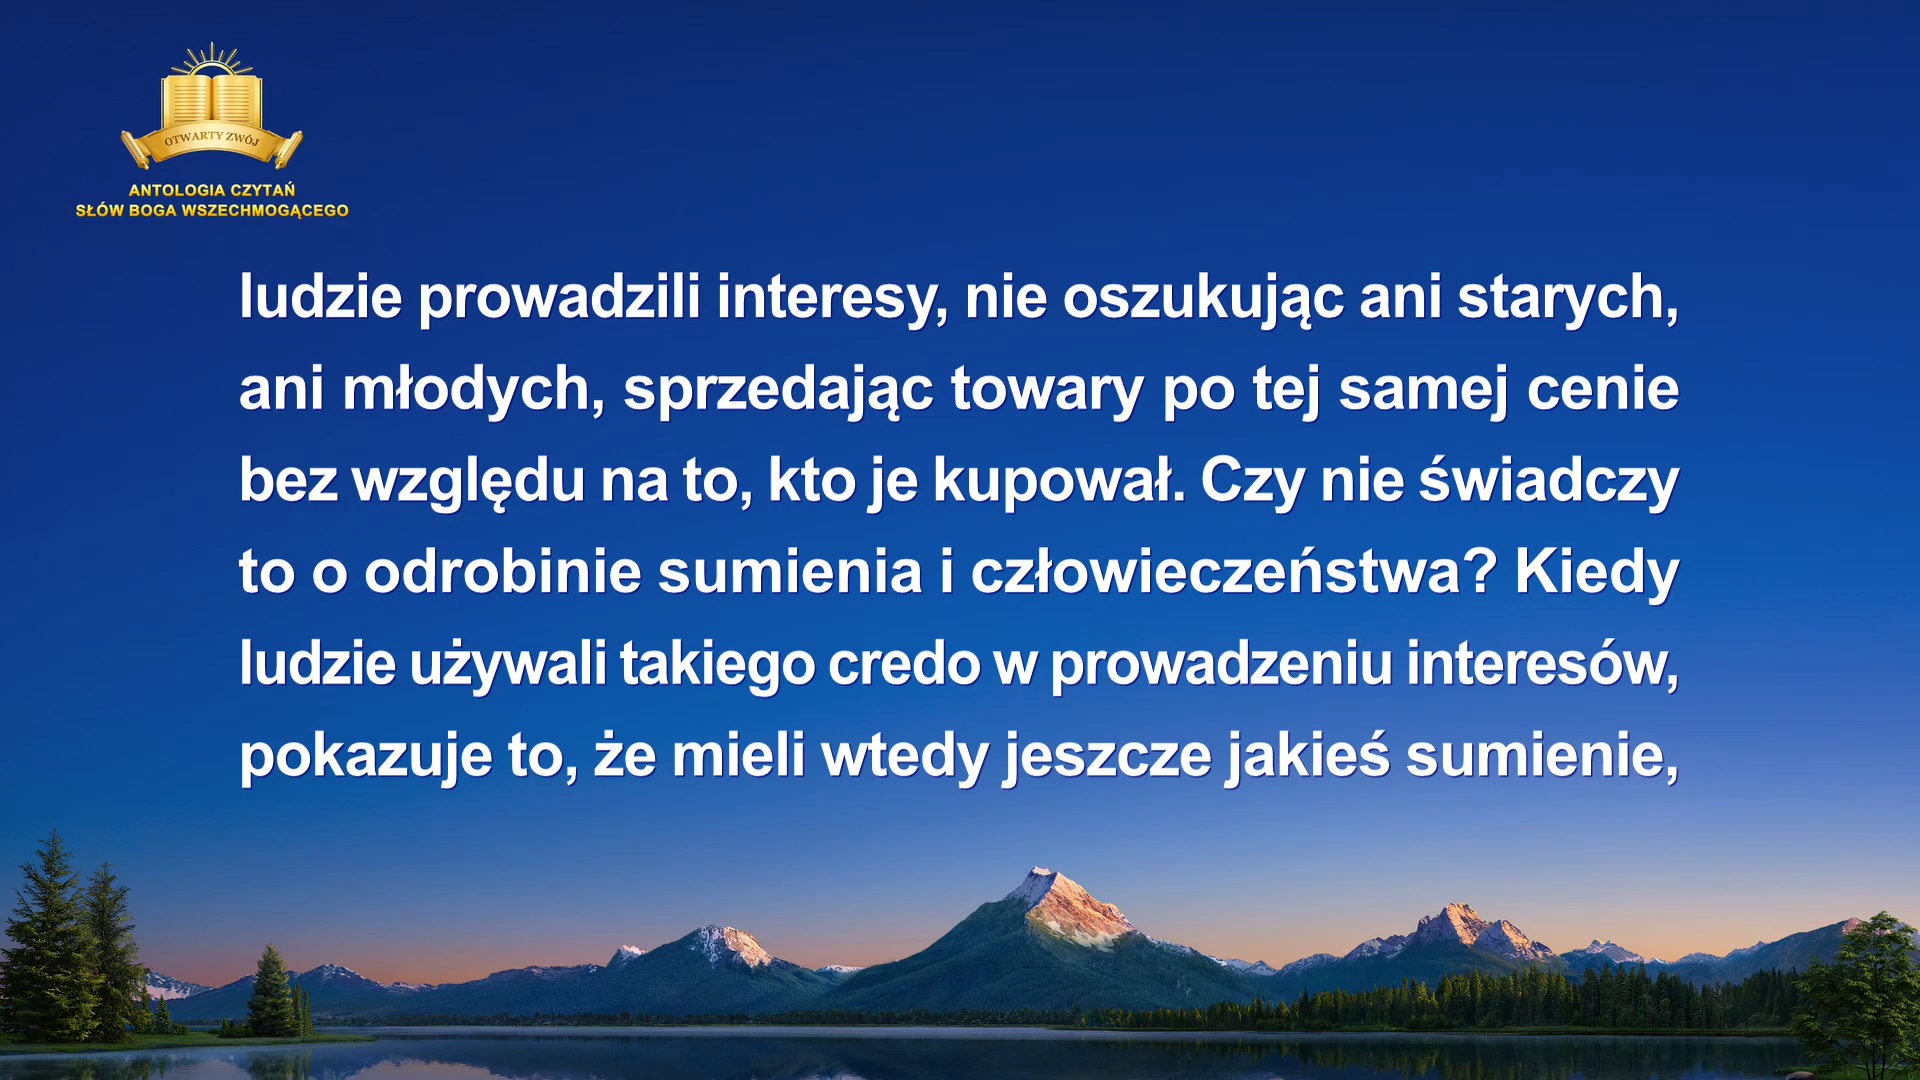 OTWARTY ZWÓJ
ANTOLOGIA CZYTAŃ
SŁÓW BOGA WSZECHMOGĄCEGO
ludzie prowadzili interesy, nie oszukując ani starych,
ani młodych, sprzedając towary po tej samej cenie
bez względu na to, kto je kupował. Czy nie świadczy
to o odrobinie sumienia i człowieczeństwa? Kiedy
ludzie używali takiego credo w prowadzeniu interesów,
pokazuje to, że mieli wtedy jeszcze jakieś sumienie,